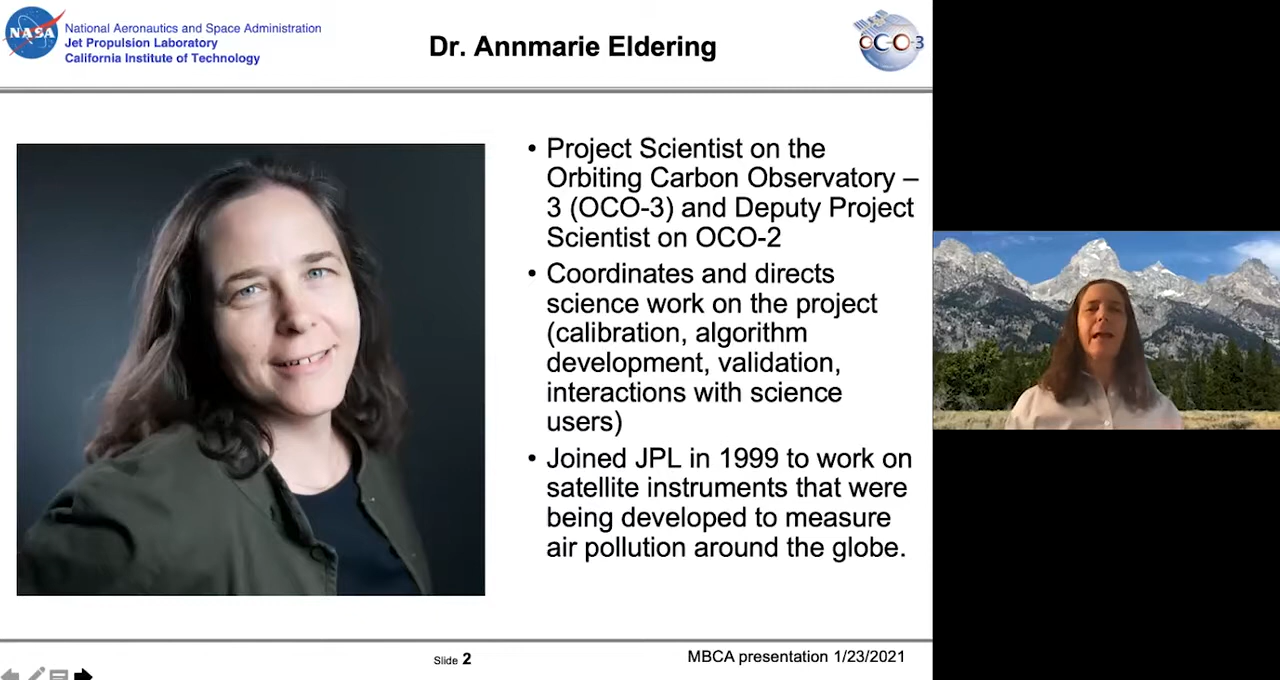 NASA
National Aeronautics and Space Administration
Jet Propulsion Laboratory
California Institute of Technology
Dr. Annmarie Eldering
OCO-3
• Project Scientist on the
Orbiting Carbon Observatory –
3 (OCO-3) and Deputy Project
Scientist on OCO-2
• Coordinates and directs
science work on the project
(calibration, algorithm
development, validation,
interactions with science
users)
• Joined JPL in 1999 to work on
satellite instruments that were
being developed to measure
air pollution around the globe.
Slide 2
MBCA presentation 1/23/2021